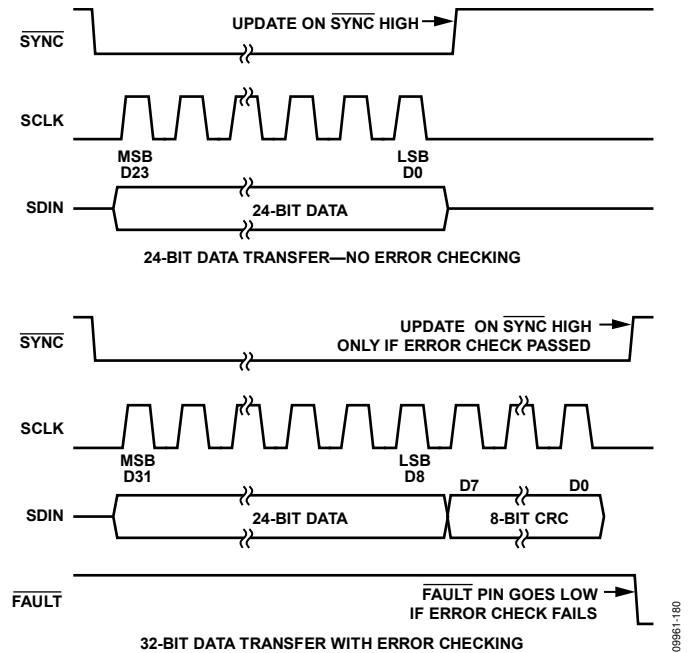 UPDATE ON SYNC HIGH
SYNC
SCLK
MSB
D23
LSB
D0
SDIN
24-BIT DATA
24-BIT DATA TRANSFER—NO ERROR CHECKING
UPDATE ON SYNC HIGH
ONLY IF ERROR CHECK PASSED
SYNC
SCLK
MSB
D31
LSB
D8
D7
D0
SDIN
24-BIT DATA
8-BIT CRC
FAULT
FAULT PIN GOES LOW
IF ERROR CHECK FAILS
32-BIT DATA TRANSFER WITH ERROR CHECKING
09961-180